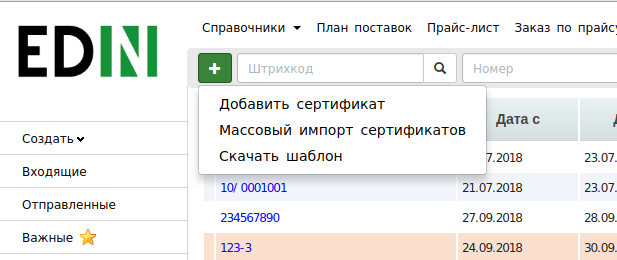 EDIN
Справочники План поставок Прайс-лист Заказ по прайсу
Штрихкод Номер
Добавить сертификат
Массовый импорт сертификатов
Скачать шаблон
Дата с
Создать
Входящие
Отправленные
Важные
.07.2018 23.07.
10/ 0001001 21.07.2018 23.07.
234567890 27.09.2018 28.09.
123-3 24.09.2018 30.09.